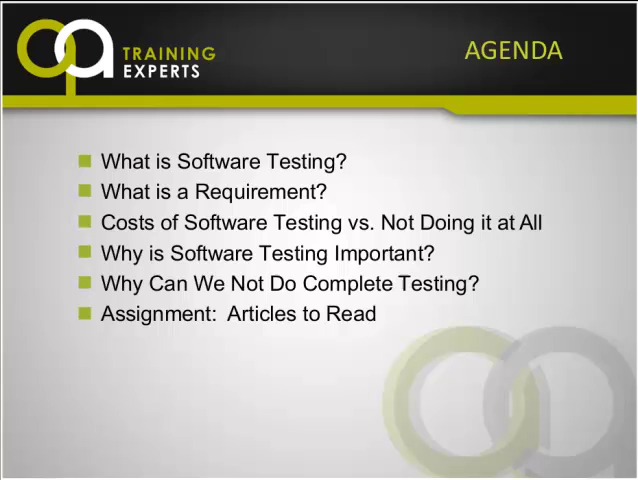 TRAINING
EXPERTS
AGENDA
What is Software Testing?
What is a Requirement?
Costs of Software Testing vs. Not Doing it at All
Why is Software Testing Important?
Why Can We Not Do Complete Testing?
Assignment:  Articles to Read